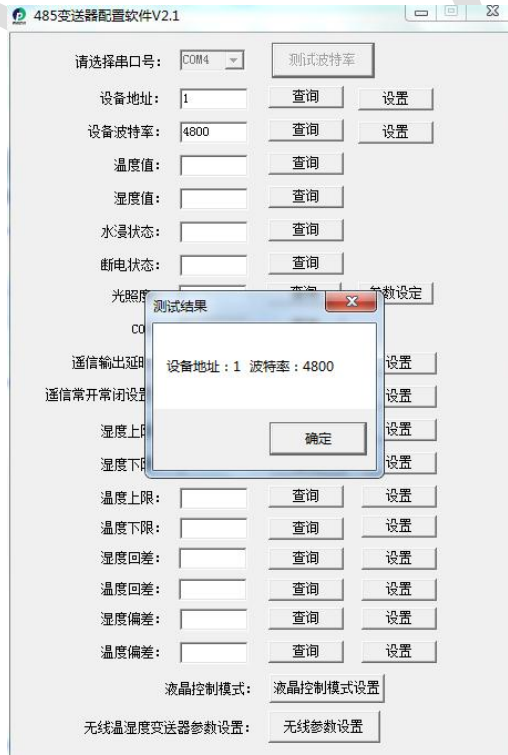 485变送器配置软件V2.1
请选择串口号： COM4 测试波特率
设备地址： 1 查询 设置
设备波特率： 4800 查询 设置
温度值： 查询
湿度值： 查询
水浸状态： 查询
断电状态： 查询
光照度 查询 参数设定
测试结果
CO
设备地址：1 波特率：4800
遥信输出延时 设置
遥信常开常闭设置 设置
确定
湿度上限 设置
湿度下限 设置
温度上限： 查询 设置
温度下限： 查询 设置
湿度回差： 查询 设置
温度回差： 查询 设置
湿度偏差： 查询 设置
温度偏差： 查询 设置
液晶控制模式： 液晶控制模式设置
无线温湿度变送器参数设置： 无线参数设置